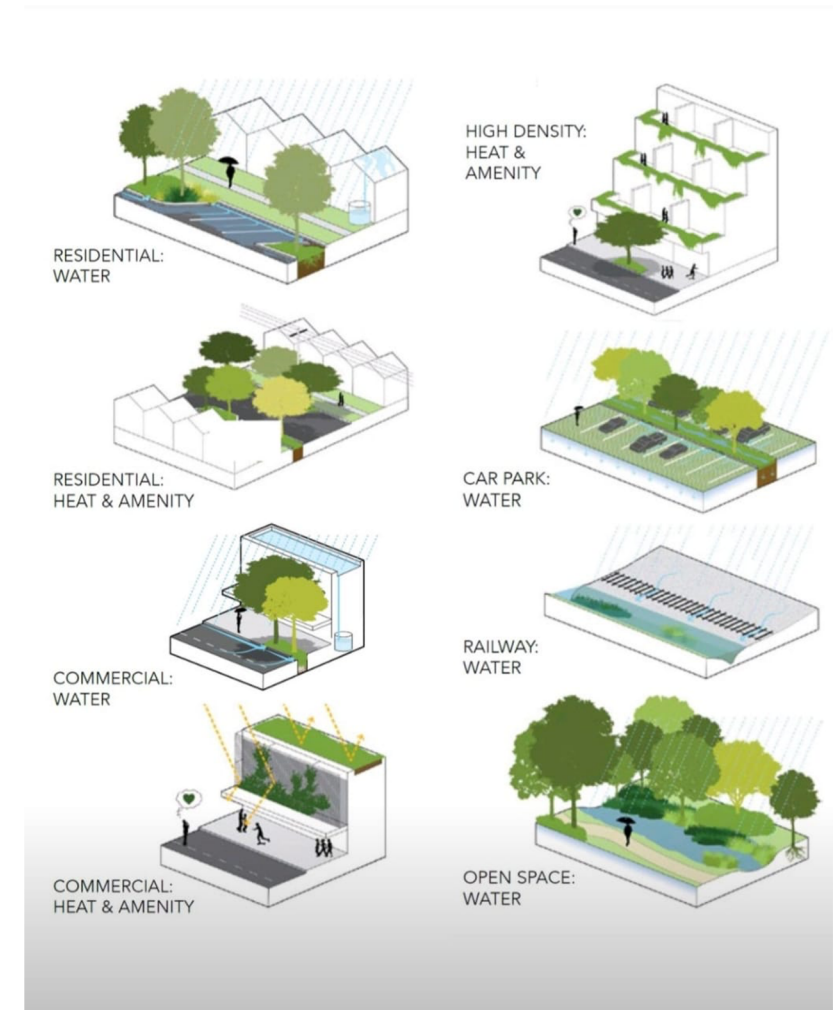 RESIDENTIAL:
WATER
HIGH DENSITY:
HEAT &
AMENITY
RESIDENTIAL:
HEAT & AMENITY
CAR PARK:
WATER
COMMERCIAL:
WATER
RAILWAY:
WATER
COMMERCIAL:
HEAT & AMENITY
OPEN SPACE:
WATER